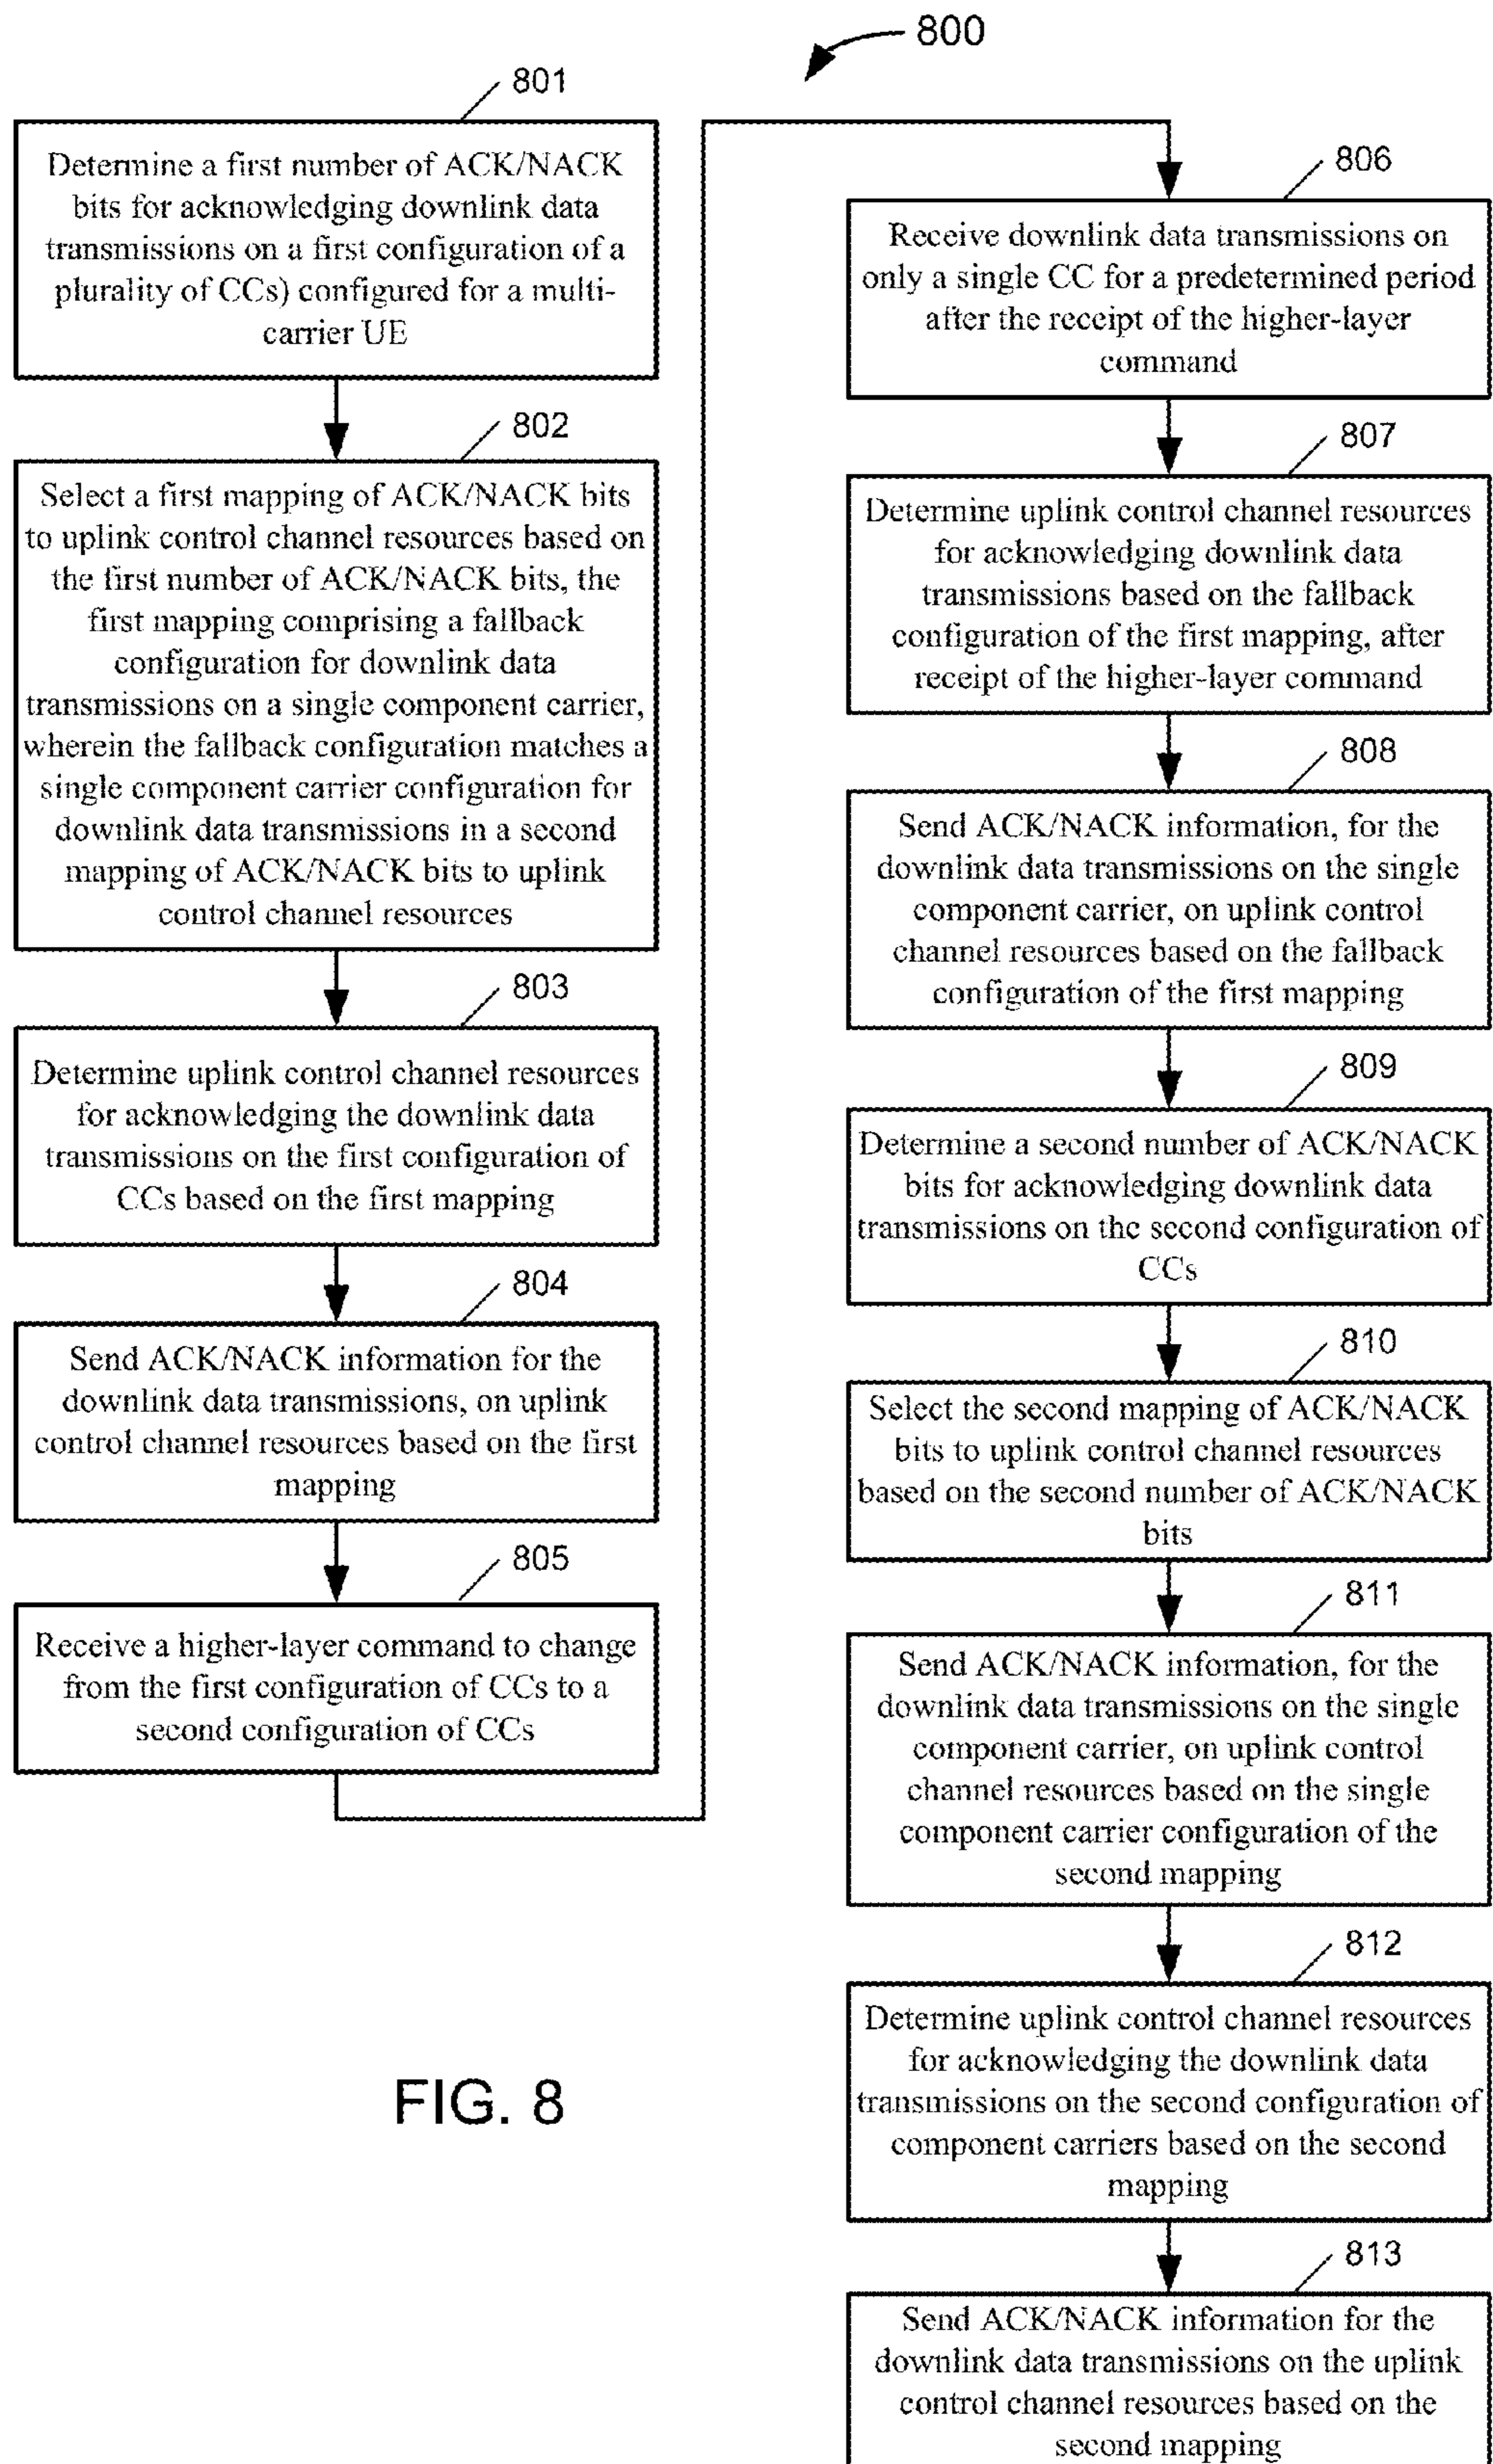 800
801
Determine a first number of ACK/NACK
bits for acknowledging downlink data
transmissions on a first configuration of a
plurality of CCs) configured for a multi-
carrier UE
802
Select a first mapping of ACK/NACK bits
to uplink control channel resources based on
the first number of ACK/NACK bits, the
first mapping comprising a fallback
configuration for downlink data
transmissions on a single component carrier,
wherein the fallback configuration matches a
single component carrier configuration for
downlink data transmissions in a second
mapping of ACK/NACK bits to uplink
control channel resources
803
Determine uplink control channel resources
for acknowledging the downlink data
transmissions on the first configuration of
CCs based on the first mapping
804
Send ACK/NACK information for the
downlink data transmissions, on uplink
control channel resources based on the first
mapping
805
Receive a higher-layer command to change
from the first configuration of CCs to a
second configuration of CCs
806
Receive downlink data transmissions on
only a single CC for a predetermined period
after the receipt of the higher-layer
command
807
Determine uplink control channel resources
for acknowledging downlink data
transmissions based on the fallback
configuration of the first mapping, after
receipt of the higher-layer command
808
Send ACK/NACK information, for the
downlink data transmissions on the single
component carrier, on uplink control
channel resources based on the fallback
configuration of the first mapping
809
Determine a second number of ACK/NACK
bits for acknowledging downlink data
transmissions on the second configuration of
CCs
810
Select the second mapping of ACK/NACK
bits to uplink control channel resources
based on the second number of ACK/NACK
bits
811
Send ACK/NACK information, for the
downlink data transmissions on the single
component carrier, on uplink control
channel resources based on the single
component carrier configuration of the
second mapping
812
Determine uplink control channel resources
for acknowledging the downlink data
transmissions on the second configuration of
component carriers based on the second
mapping
813
Send ACK/NACK information for the
downlink data transmissions on the uplink
control channel resources based on the
second mapping
FIG. 8